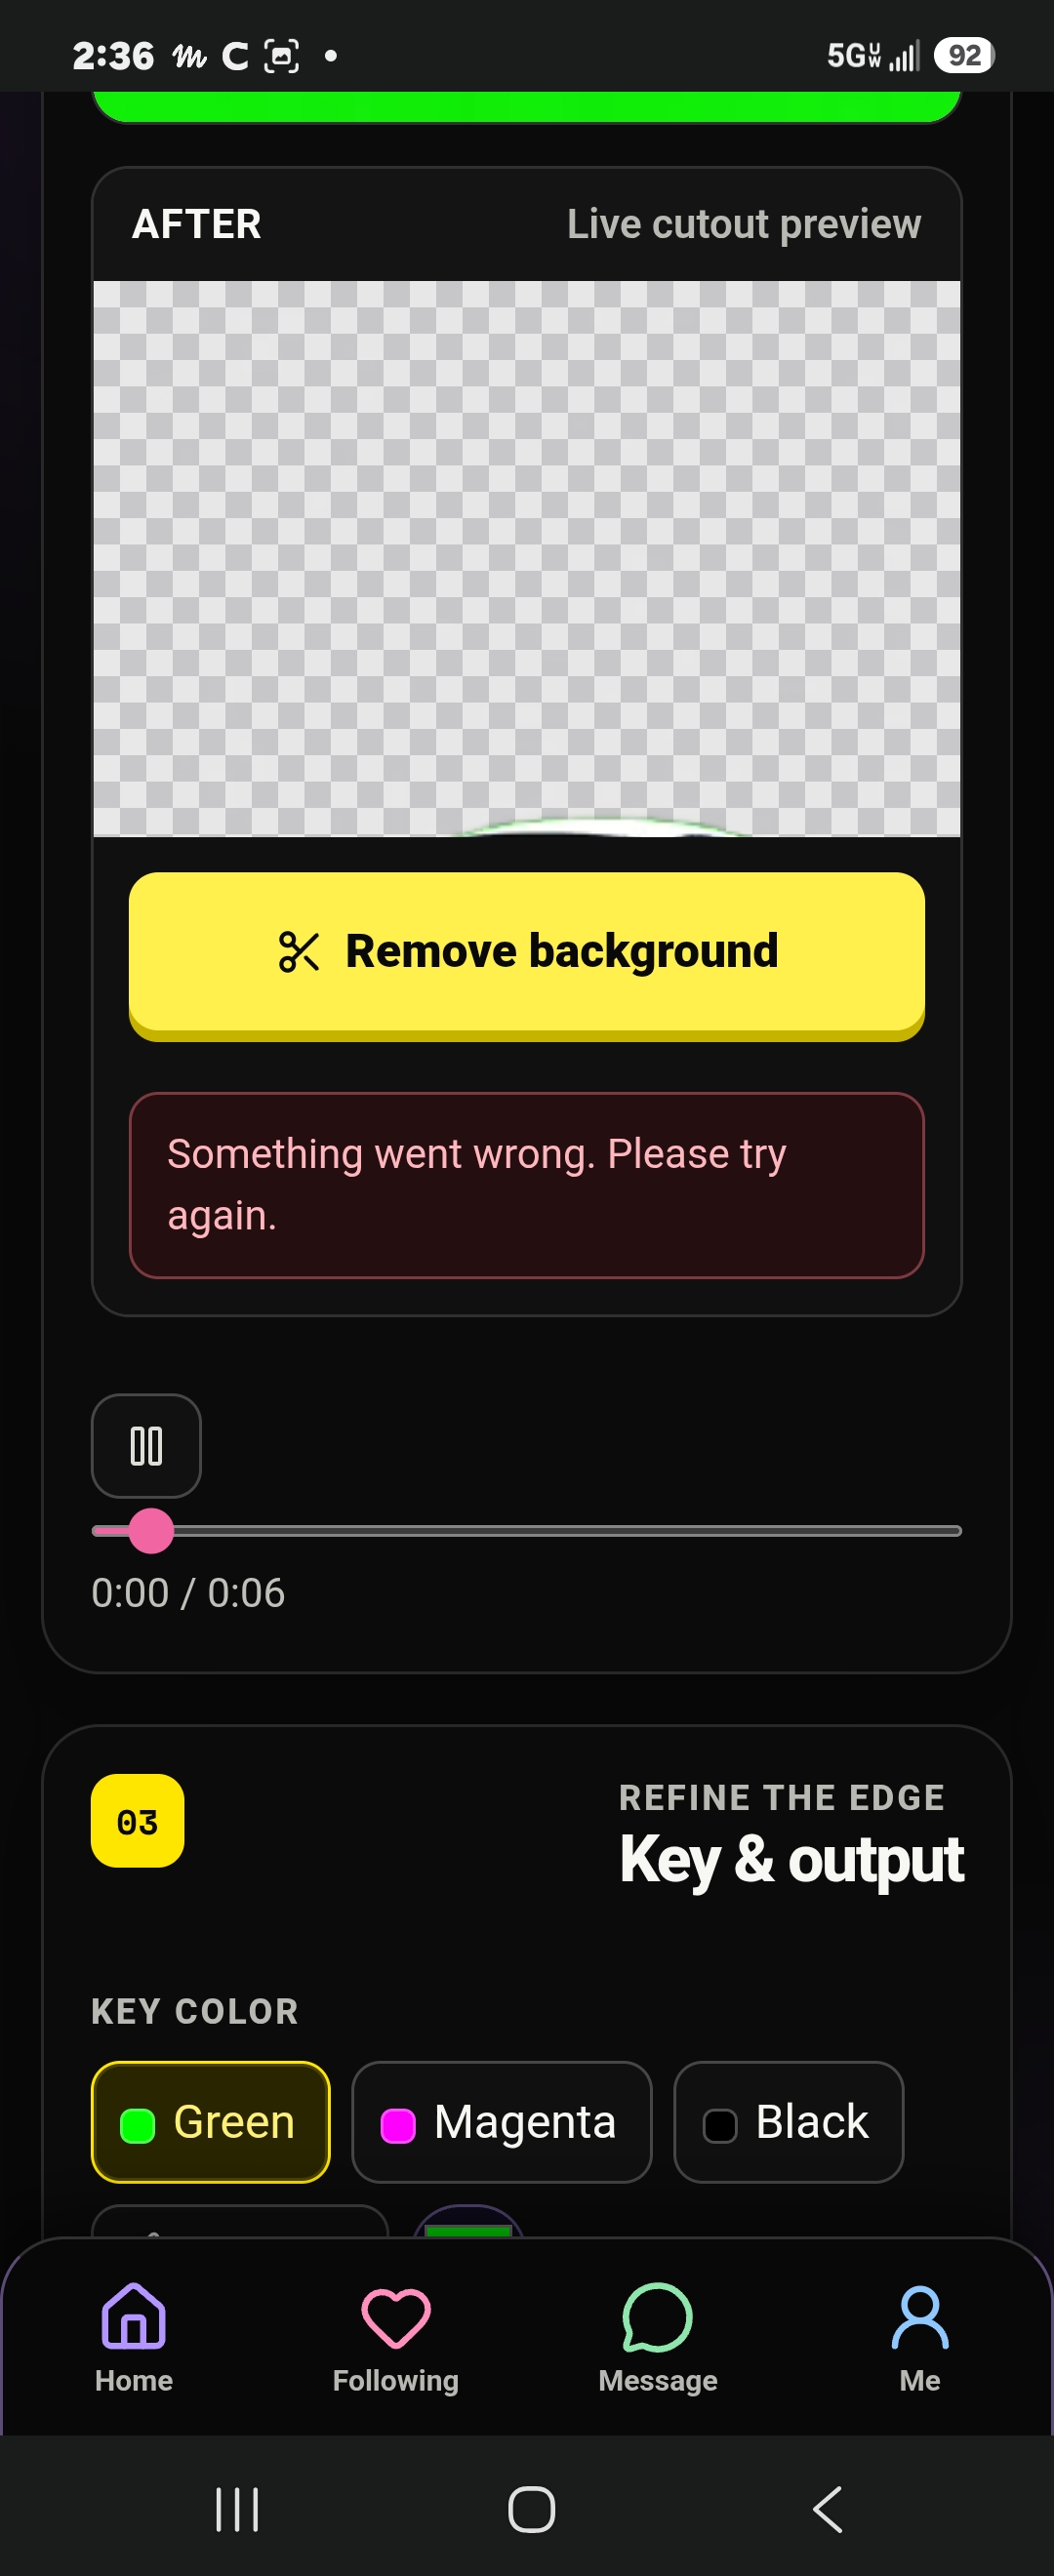 2:36
5G UW
92
AFTER
Live cutout preview
Remove background
Something went wrong. Please try
again.
0:00 / 0:06
03
REFINE THE EDGE
Key & output
KEY COLOR
Green
Magenta
Black
Home
Following
Message
Me